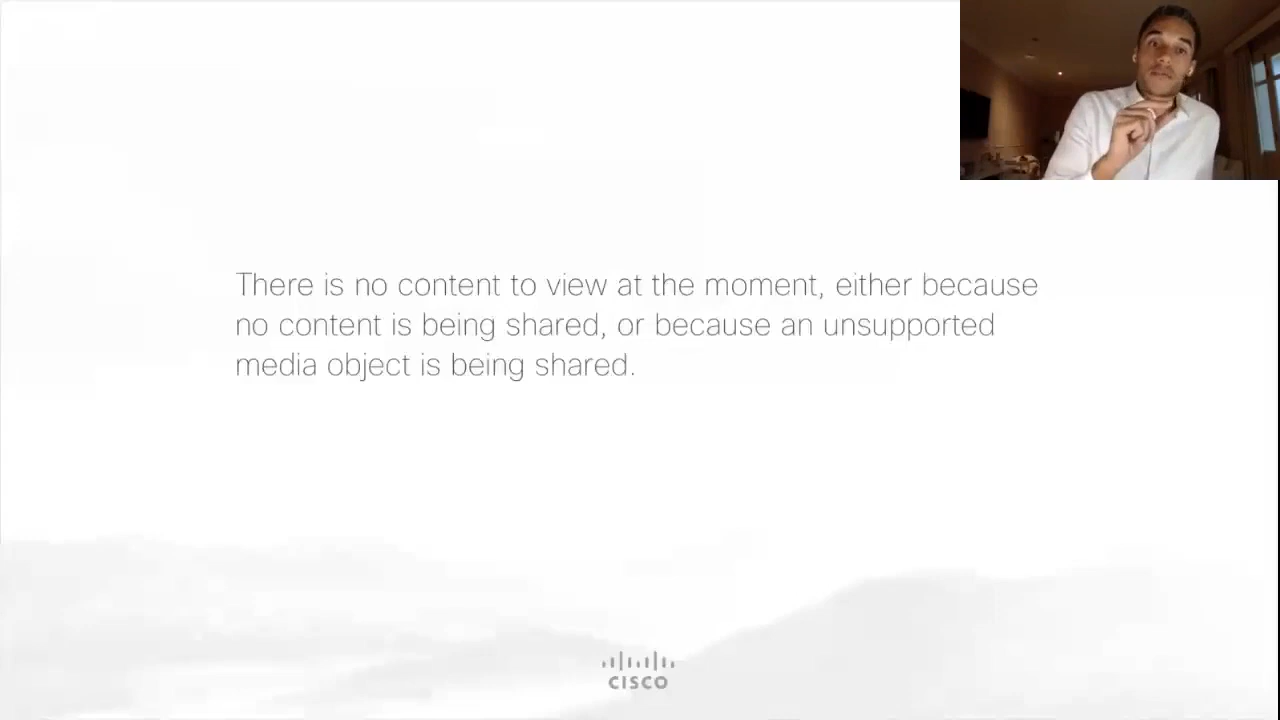 There is no content to view at the moment, either because
no content is being shared, or because an unsupported
media object is being shared.
CISCO